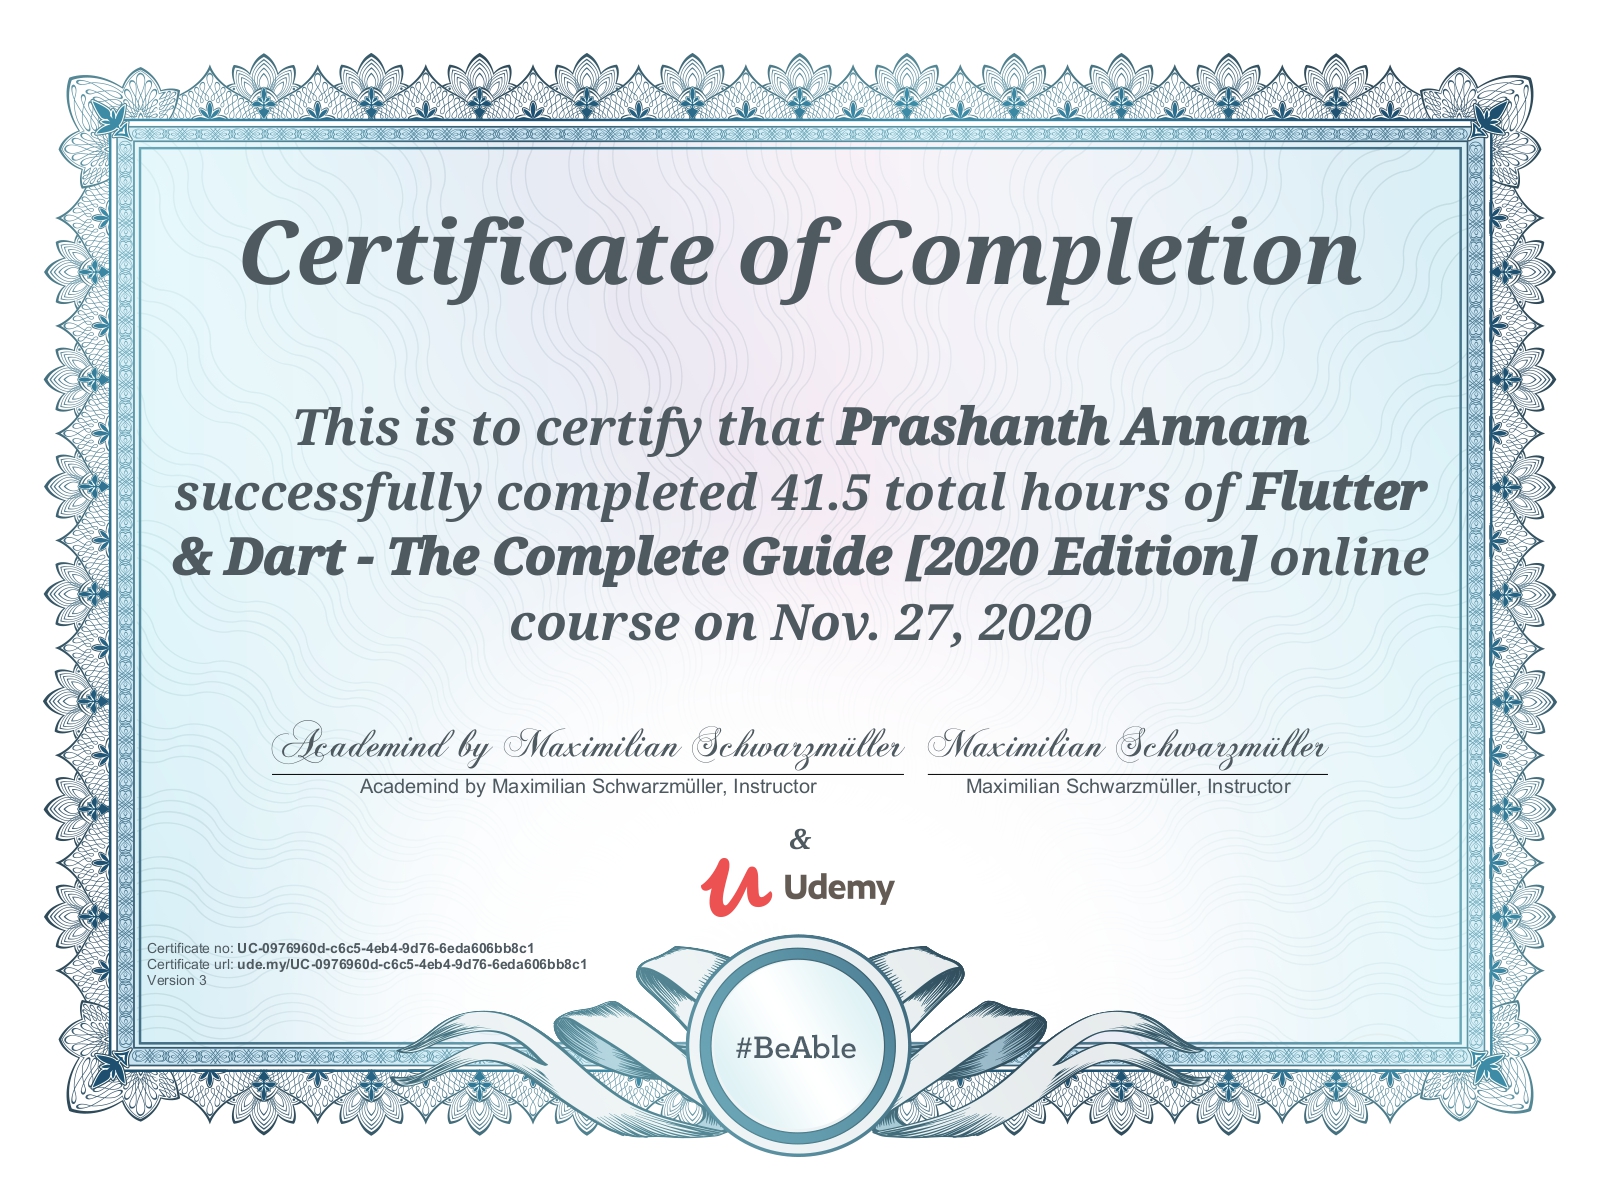 Certificate of Completion
This is to certify that Prashanth Annam
successfully completed 41.5 total hours of Flutter
& Dart - The Complete Guide [2020 Edition] online
course on Nov. 27, 2020
Academind by Maximilian Schwarzmüller Maximilian Schwarzmüller
Academind by Maximilian Schwarzmüller, Instructor Maximilian Schwarzmüller, Instructor
&
Udemy
Certificate no: UC-0976960d-c6c5-4eb4-9d76-6eda606bb8c1
Certificate url: ude.my/UC-0976960d-c6c5-4eb4-9d76-6eda606bb8c1
Version 3
#BeAble